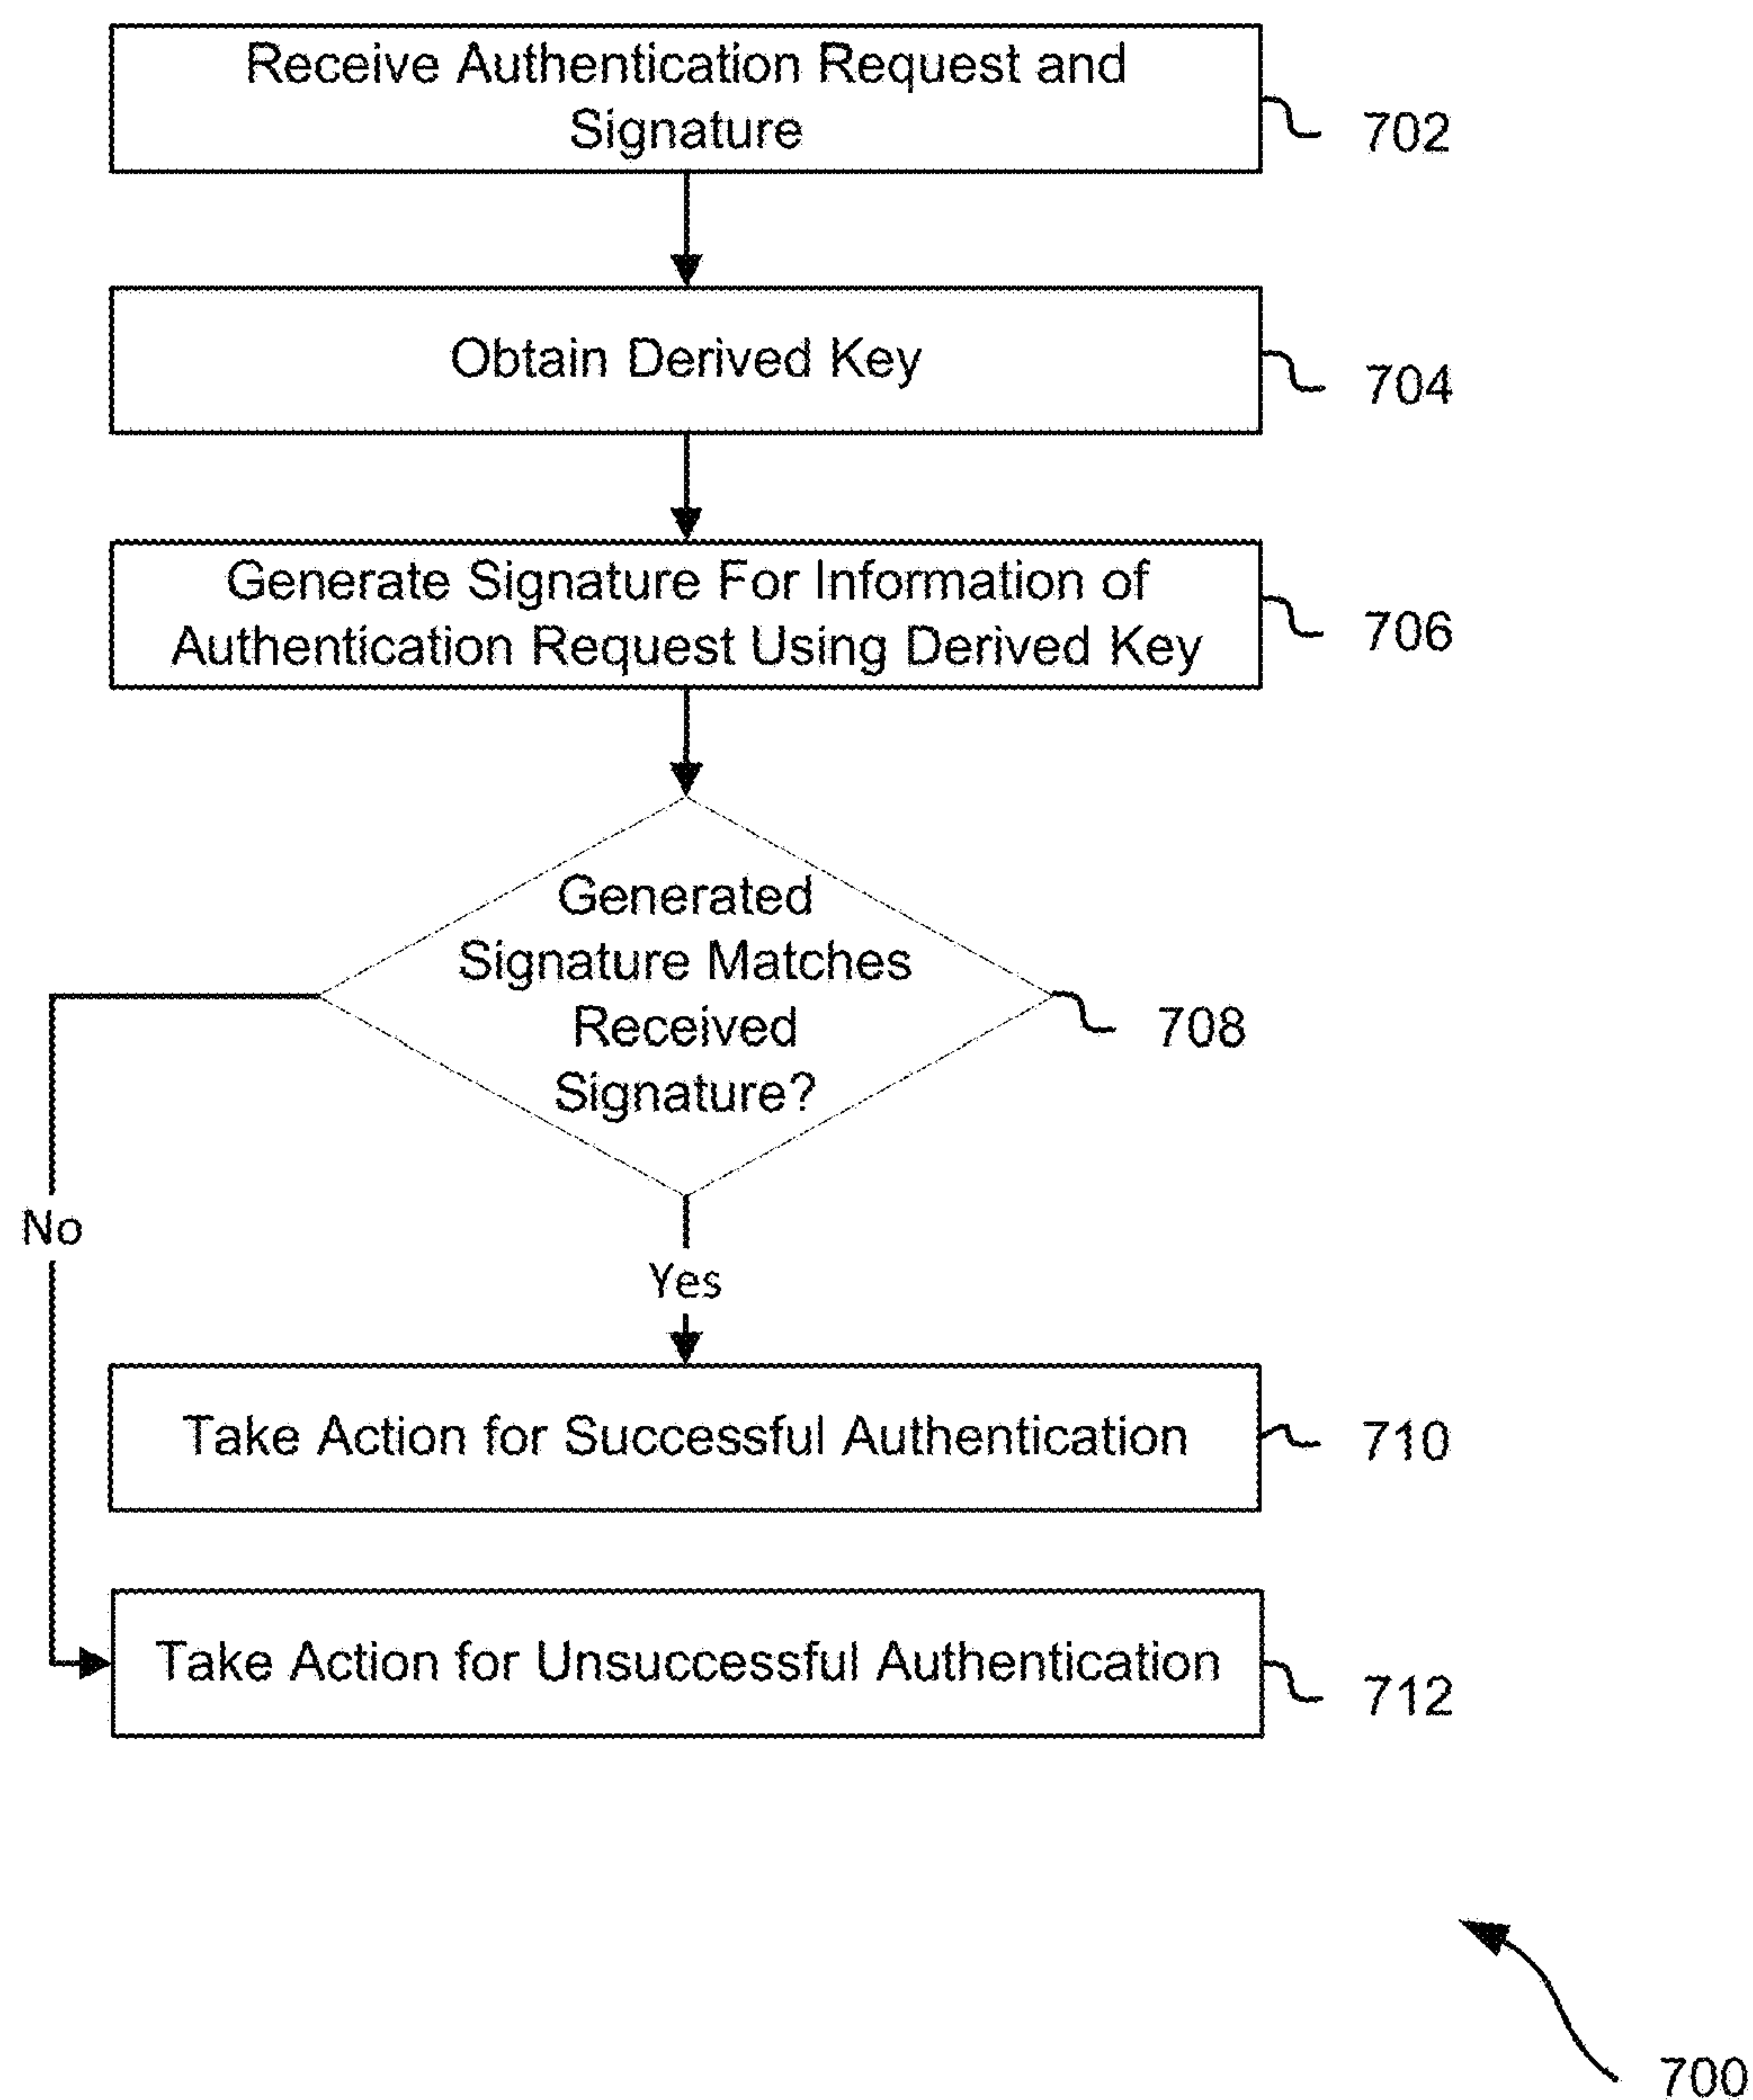 Receive Authentication Request and
Signature
702
Obtain Derived Key
704
Generate Signature For Information of
Authentication Request Using Derived Key
706
Generated
Signature Matches
Received
Signature?
708
No
Yes
Take Action for Successful Authentication
710
Take Action for Unsuccessful Authentication
712
700